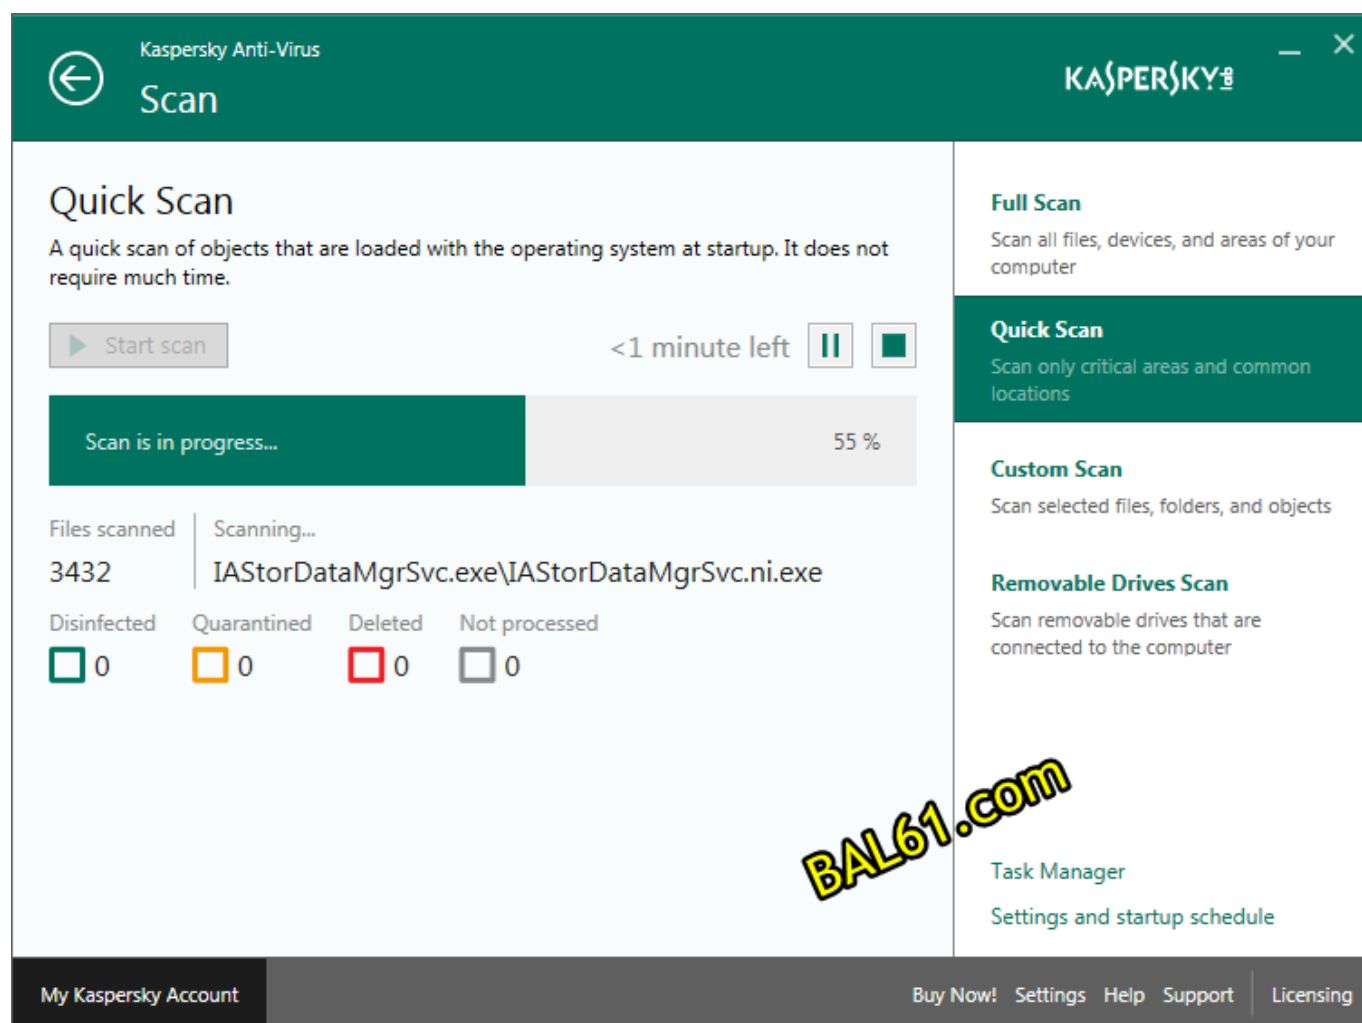 Kaspersky Anti-Virus
Scan
KASPERSKY lab
Quick Scan
A quick scan of objects that are loaded with the operating system at startup. It does not
require much time.
Start scan
<1 minute left
Scan is in progress...
55 %
Files scanned
Scanning...
3432
IAStorDataMgrSvc.exe\IAStorDataMgrSvc.ni.exe
Disinfected Quarantined Deleted Not processed
0 0 0 0
Full Scan
Scan all files, devices, and areas of your
computer
Quick Scan
Scan only critical areas and common
locations
Custom Scan
Scan selected files, folders, and objects
Removable Drives Scan
Scan removable drives that are
connected to the computer
BAL61.com
Task Manager
Settings and startup schedule
My Kaspersky Account
Buy Now! Settings Help Support Licensing